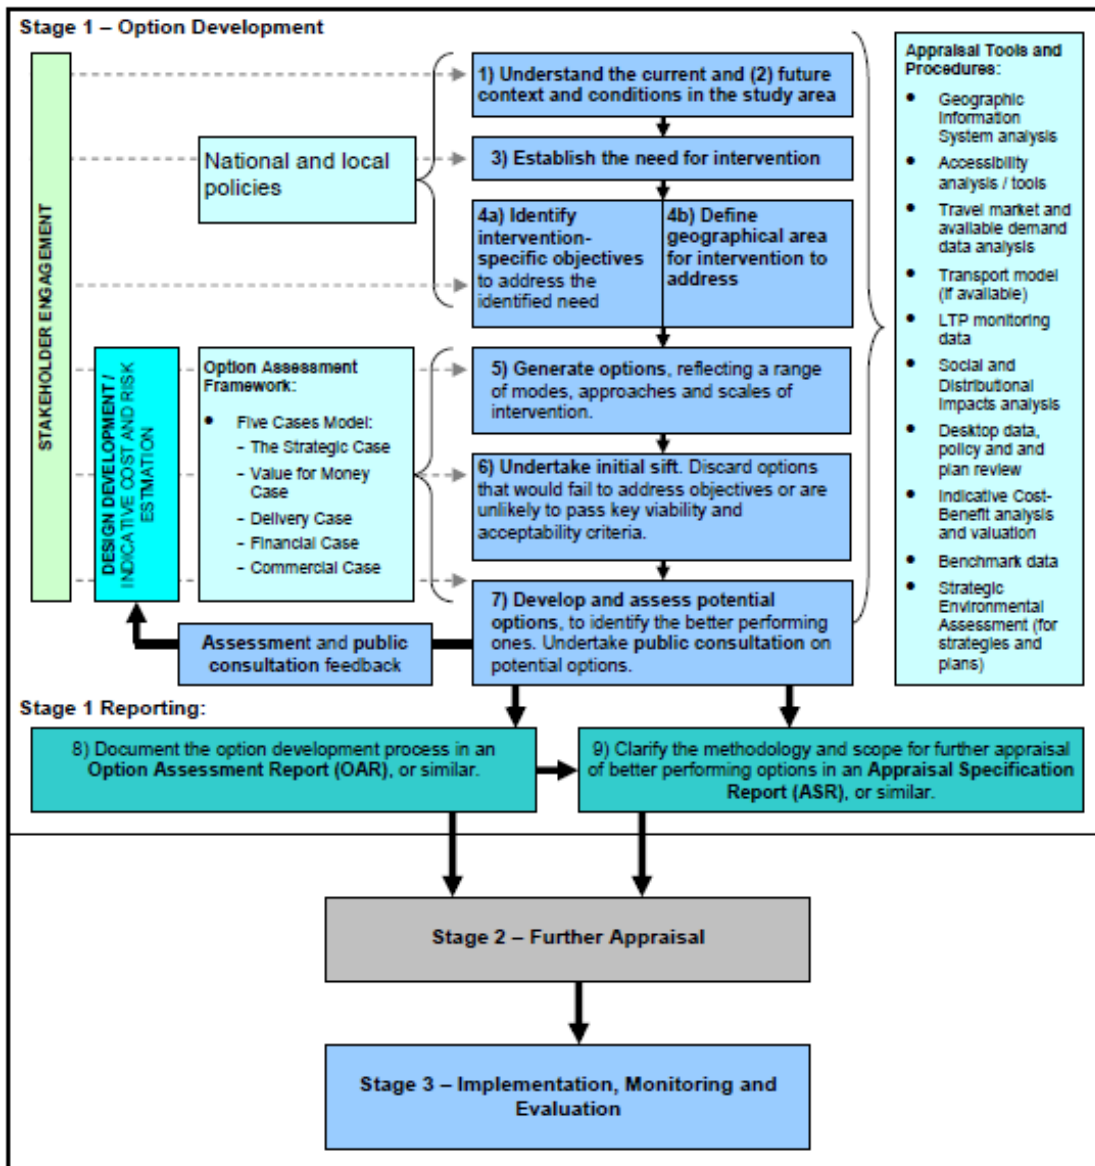 Stage 1 – Option Development
STAKEHOLDER ENGAGEMENT
National and local
policies
1) Understand the current and (2) future
context and conditions in the study area
3) Establish the need for intervention
4a) Identify
intervention-
specific objectives
to address the
identified need
4b) Define
geographical area
for intervention to
address
DESIGN DEVELOPMENT /
INDICATIVE COST AND RISK
ESTMATION
Option Assessment
Framework:
• Five Cases Model:
– The Strategic Case
– Value for Money
Case
– Delivery Case
– Financial Case
– Commercial Case
5) Generate options, reflecting a range
of modes, approaches and scales of
intervention.
6) Undertake initial sift. Discard options
that would fail to address objectives or are
unlikely to pass key viability and
acceptability criteria.
7) Develop and assess potential
options, to identify the better performing
ones. Undertake public consultation on
potential options.
Assessment and public
consultation feedback
Appraisal Tools and
Procedures:
• Geographic
Information
System analysis
• Accessibility
analysis / tools
• Travel market and
available demand
data analysis
• Transport model
(if available)
• LTP monitoring
data
• Social and
Distributional
Impacts analysis
• Desktop data,
policy and and
plan review
• Indicative Cost-
Benefit analysis
and valuation
• Benchmark data
• Strategic
Environmental
Assessment (for
strategies and
plans)
Stage 1 Reporting:
8) Document the option development process in an
Option Assessment Report (OAR), or similar.
9) Clarify the methodology and scope for further appraisal
of better performing options in an Appraisal Specification
Report (ASR), or similar.
Stage 2 – Further Appraisal
Stage 3 – Implementation, Monitoring and
Evaluation